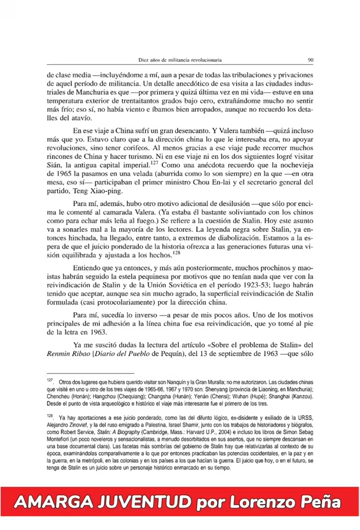 Diez años de militancia revolucionaria 90
de clase media —incluyéndome a mí, aun a pesar de todas las tribulaciones y privaciones
de aquel período de militancia. Un detalle anecdótico de esa visita a las ciudades indus-
triales de Manchuria es que —por primera y quizá última vez en mi vida— estuve en una
temperatura exterior de trentaitantos grados bajo cero, extrañándome mucho no sentir
más frío; eso sí, no había viento e íbamos bien arropados, aunque no recuerdo los deta-
lles del atavío.
En ese viaje a China sufrí un gran desencanto. Y Valera también —quizá incluso
más que yo. Estuvo claro que a la dirección china lo que le interesaba era, no apoyar
revoluciones, sino tener corifeos. Al menos gracias a ese viaje pude recorrer muchos
rincones de China y hacer turismo. Ni en ese viaje ni en los dos siguientes logré visitar
Sián, la antigua capital imperial.127 Como una anécdota recuerdo que la nochevieja
de 1965 la pasamos en una velada (aburrida como lo son siempre) en la que —en otra
mesa, eso sí— participaban el primer ministro Chou En-lai y el secretario general del
partido, Teng Xiao-ping.
Para mí, además, hubo otro motivo adicional de desilusión —que sólo por enci-
ma le comenté al camarada Valera. (Ya estaba él bastante soliviantado con los chinos
como para echar más leña al fuego.) Se refiere a la cuestión de Stalin. Hoy este asunto
va a sonarles mal a la mayoría de los lectores. La leyenda negra sobre Stalin, ya en-
tonces hinchada, ha llegado, entre tanto, a extremos de diabolización. Estamos a la es-
pera de que el juicio ponderado de la historia ofrezca a las generaciones futuras una vi-
sión equilibrada y ajustada a los hechos.128
Entiendo que ya entonces, y más aún posteriormente, muchos prochinos y mao-
ístas habrán seguido la estela pequinesa por motivos que no tenían nada que ver con la
reivindicación de Stalin y de la Unión Soviética en el período 1923-53; luego habrán
tenido que aceptar, aunque sea sin mucho agrado, la superficial reivindicación de Stalin
formulada (casi protocolariamente) por la dirección china.
Para mí, sucedía lo inverso —a pesar de mis pocos años. Uno de los motivos
principales de mi adhesión a la línea china fue esa reivindicación, que yo tomé al pie
de la letra en 1963.
Ya me suscitó dudas la lectura del artículo «Sobre el problema de Stalin» del
Renmin Ribao [Diario del Pueblo de Pequín), del 13 de septiembre de 1963 —que sólo
127 Otros dos lugares que hubiera querido visitar son Nanquín y la Gran Muralla; no me autorizaron. Las ciudades chinas
que visité en uno u otro de los tres viajes de 1965-66, 1967 y 1970 son: Shenyang (provincia de Liaoning, en Manchuria);
Chencheu (Honán); Hangzhou (Chequiang); Changsha (Hunán); Yenán (Chensi); Wuhan (Hupé); Shanghai (Kanzou).
Desde el punto de vista arqueológico e histórico el viaje más interesante fue el primero de los tres.
128 Ya hay aportaciones a ese juicio ponderado, como las del difunto lógico, ex-disidente y exiliado de la URSS,
Alejandro Zinovief, y la del ruso emigrado a Palestina, Israel Shamir, junto con los trabajos de historiadores y biógrafos,
como Robert Service, Stalin: A Biography (Cambridge, Mass.: Harvard U.P., 2004) e incluso los de Simon Sebag
Montefiori (un poco noveleros y sensacionalistas, a menudo desorbitados en sus asertos, que no siempre descansan en
una base documental clara). Las facetas más sombrías del gobierno de Stalin hay que relativizarlas al contexto de su
época, examinándolas comparativamente a lo que por entonces practicaban las potencias occidentales, en la paz y en
la guerra, en la metrópoli, en las colonias y en los países a los que hacían la guerra. El juicio que hoy, o en el futuro, se
tenga de Stalin es un juicio sobre un personaje histórico enmarcado en su tiempo.
AMARGA JUVENTUD por Lorenzo Peña